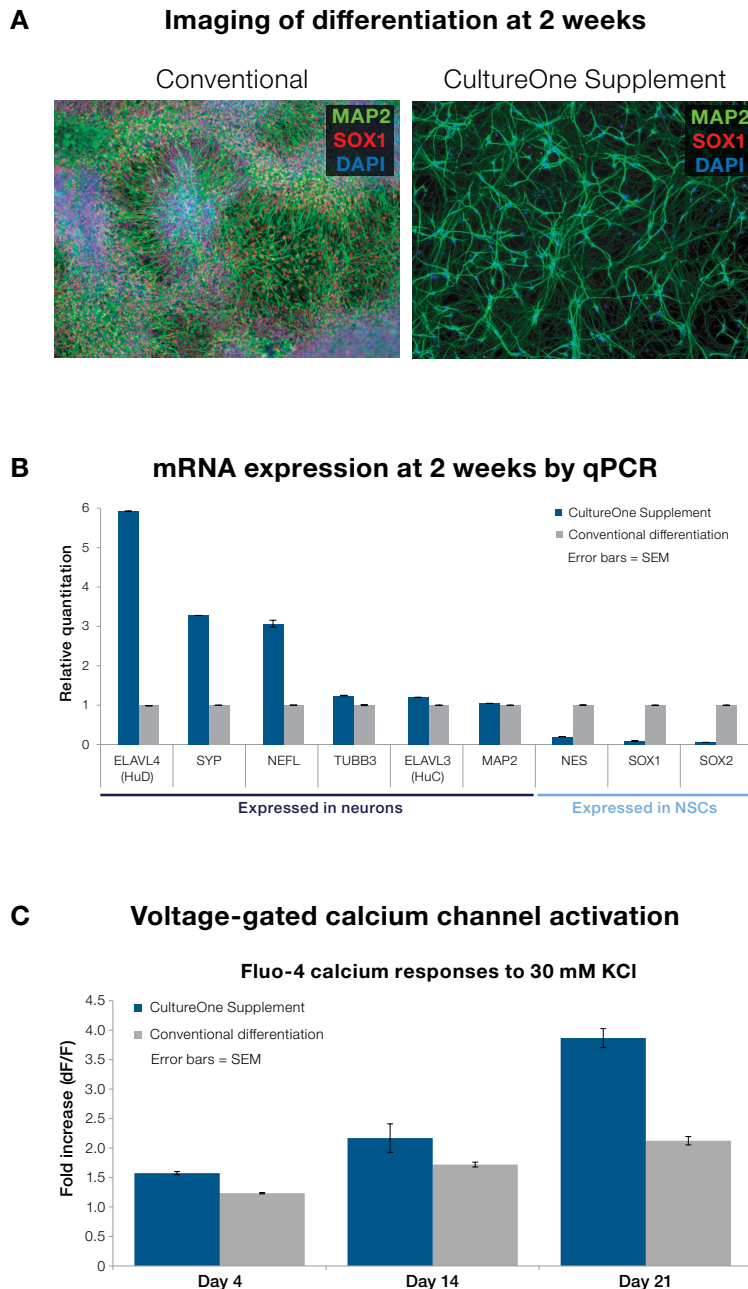 A
Imaging of differentiation at 2 weeks
Conventional
CultureOne Supplement
MAP2
SOX1
DAPI
MAP2
SOX1
DAPI
B
mRNA expression at 2 weeks by qPCR
Relative quantitation
6
5
4
3
2
1
0
CultureOne Supplement
Conventional differentiation
Error bars = SEM
ELAVL4
(HuD)
SYP
NEFL
TUBB3
ELAVL3
(HuC)
MAP2
NES
SOX1
SOX2
Expressed in neurons
Expressed in NSCs
C
Voltage-gated calcium channel activation
Fluo-4 calcium responses to 30 mM KCl
Fold increase (dF/F)
4.5
4.0
3.5
3.0
2.5
2.0
1.5
1.0
0.5
0
CultureOne Supplement
Conventional differentiation
Error bars = SEM
Day 4
Day 14
Day 21